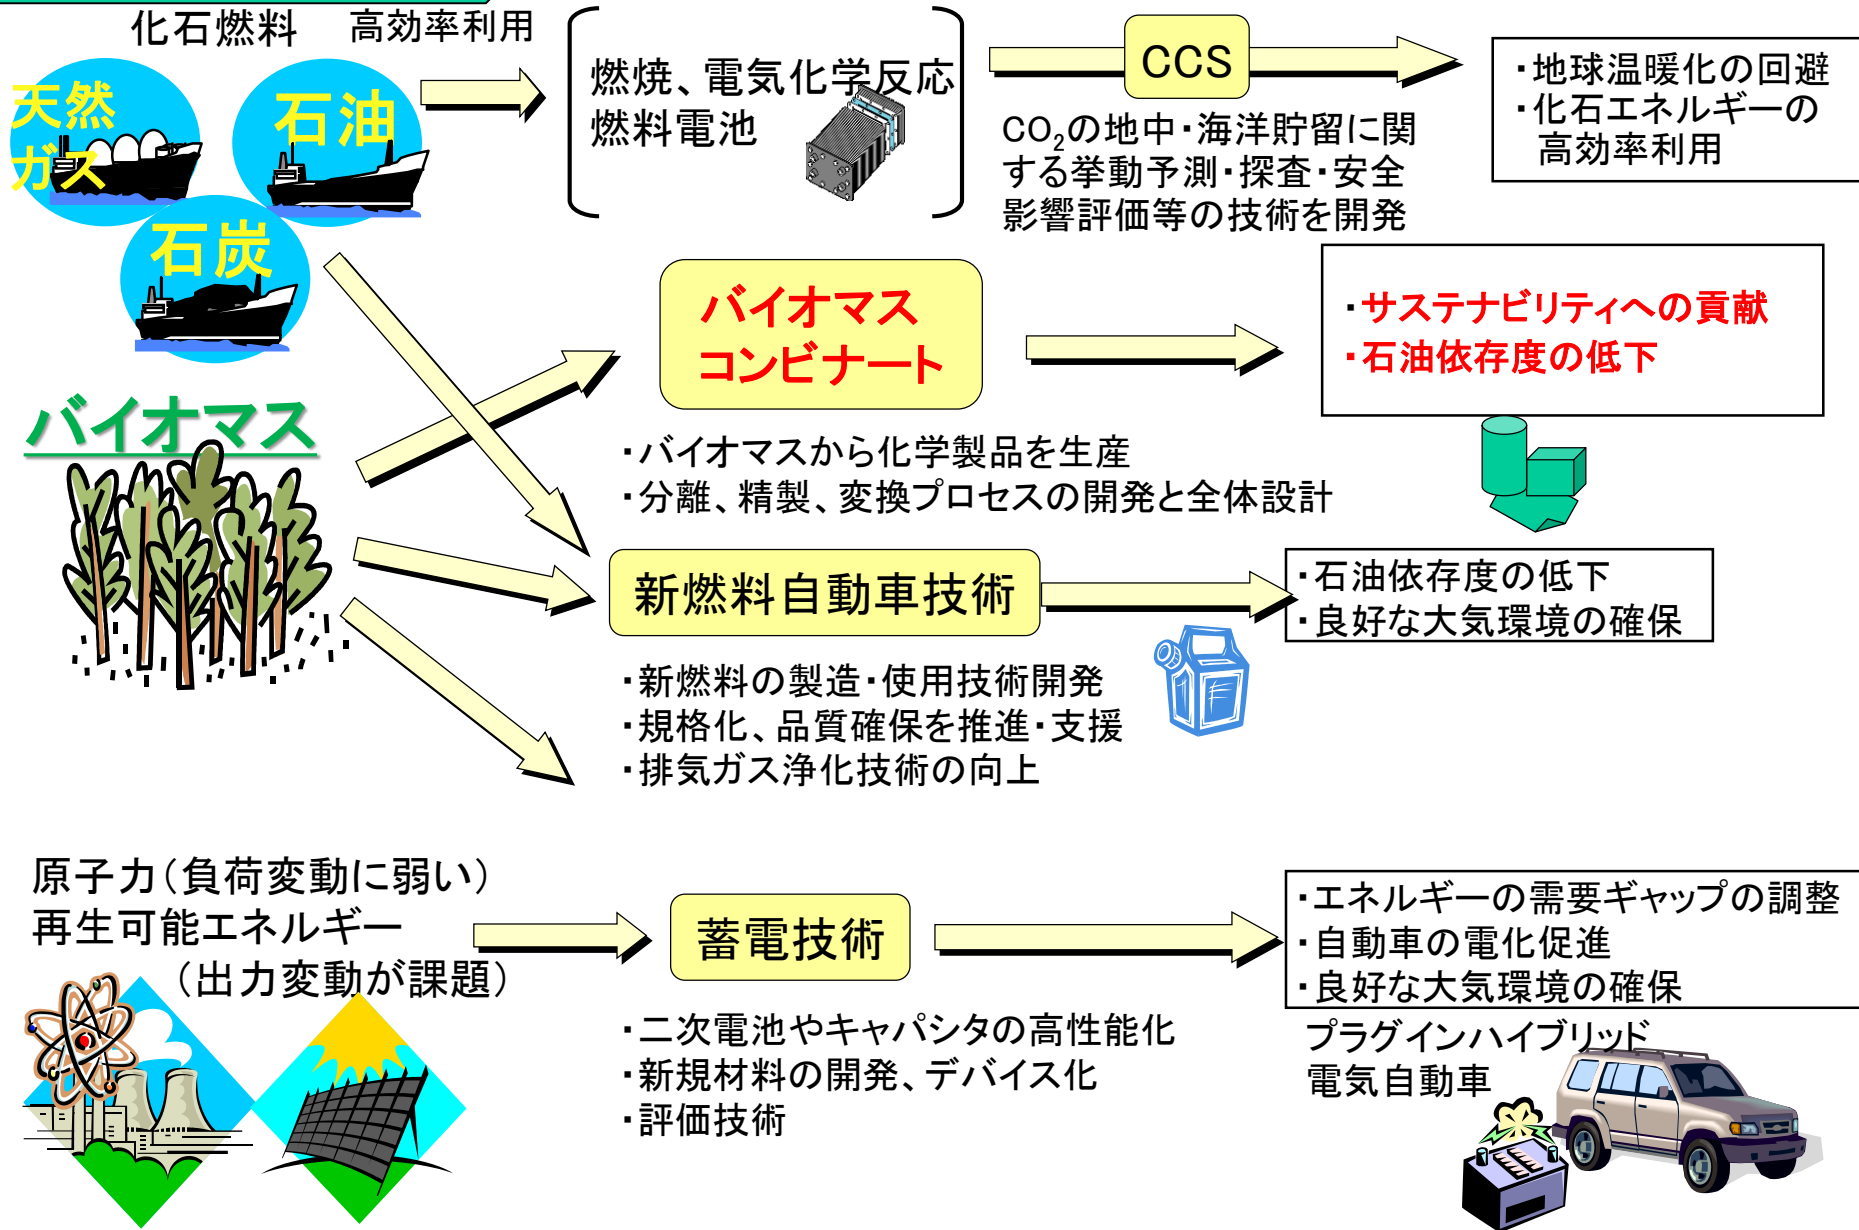 化石燃料
高効率利用
天然
ガス
石油
石炭
燃焼、電気化学反応
燃料電池
CCS
CO₂の地中・海洋貯留に関
する挙動予測・探査・安全
影響評価等の技術を開発
・地球温暖化の回避
・化石エネルギーの
高効率利用
バイオマス
バイオマス
コンビナート
・バイオマスから化学製品を生産
・分離、精製、変換プロセスの開発と全体設計
・サステナビリティへの貢献
・石油依存度の低下
新燃料自動車技術
・新燃料の製造・使用技術開発
・規格化、品質確保を推進・支援
・排気ガス浄化技術の向上
・石油依存度の低下
・良好な大気環境の確保
原子力（負荷変動に弱い）
再生可能エネルギー
（出力変動が課題）
蓄電技術
・二次電池やキャパシタの高性能化
・新規材料の開発、デバイス化
・評価技術
・エネルギーの需要ギャップの調整
・自動車の電化促進
・良好な大気環境の確保
プラグインハイブリッド
電気自動車